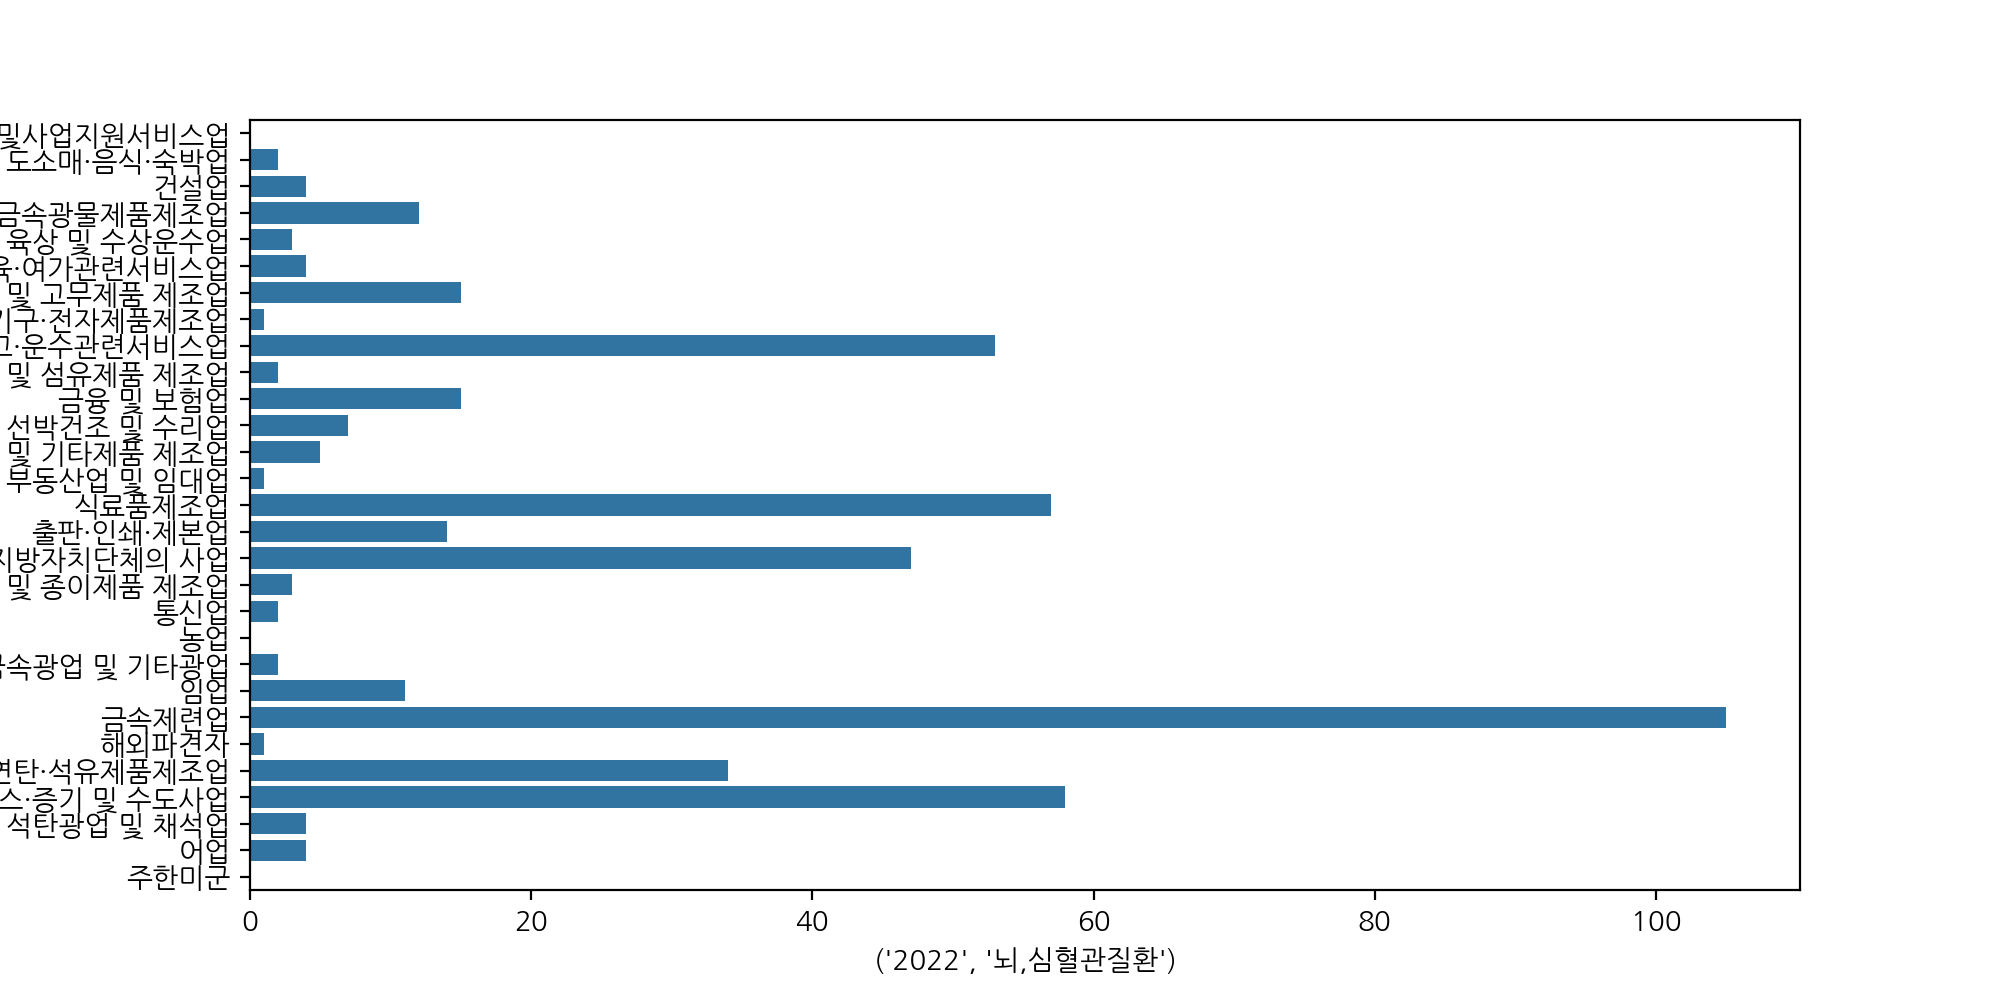 및사업지원서비스업
도소매·음식·숙박업
건설업
금속광물제품제조업
육상 및 수상운수업
·여가관련서비스업
및 고무제품 제조업
기구·전자제품제조업
고·운수관련서비스업
및 섬유제품 제조업
금융 및 보험업
선박건조 및 수리업
및 기타제품 제조업
부동산업 및 임대업
식료품제조업
출판·인쇄·제본업
지방자치단체의 사업
및 종이제품 제조업
통신업
농업
금속광업 및 기타광업
임업
금속제련업
해외파견자
연탄·석유제품제조업
스·증기 및 수도사업
석탄광업 및 채석업
어업
주한미군
0 20 40 60 80 100
('2022', '뇌,심혈관질환')